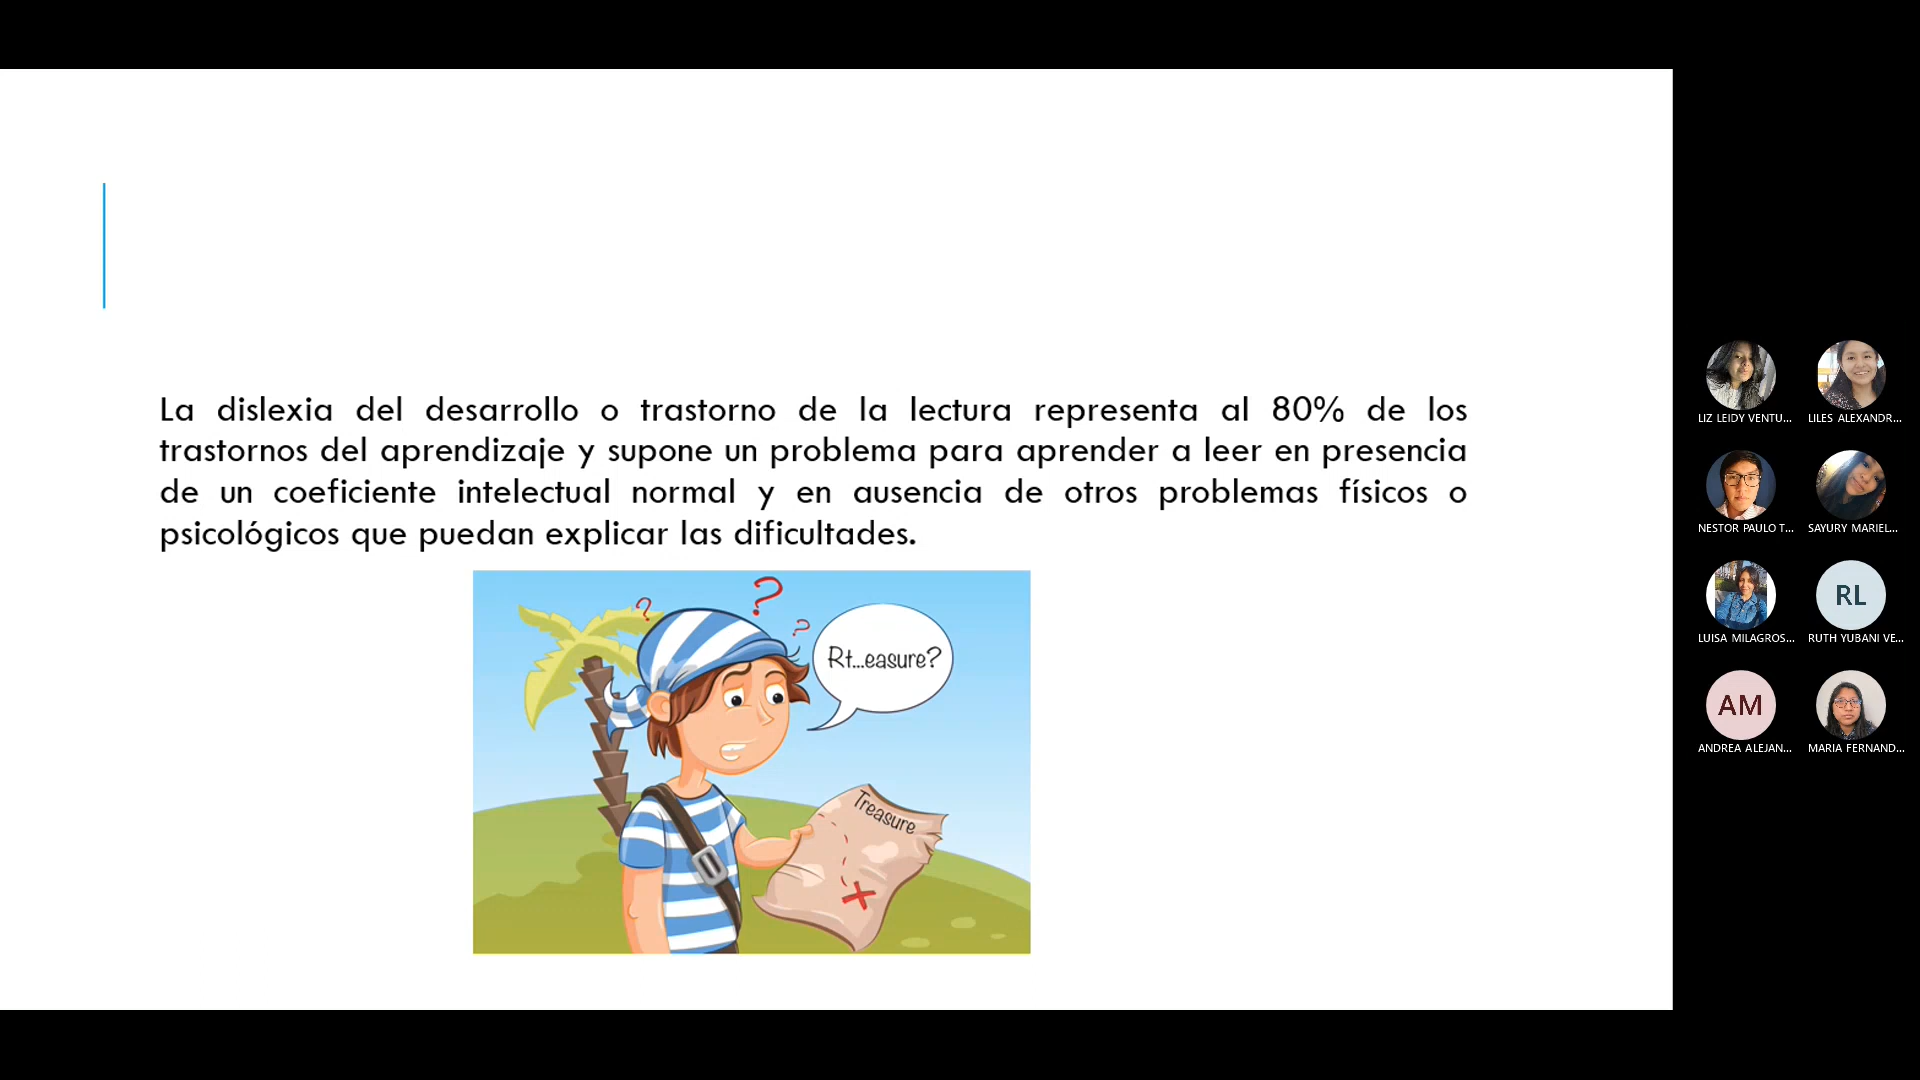 La dislexia del desarrollo o trastorno de la lectura representa al 80% de los
trastornos del aprendizaje y supone un problema para aprender a leer en presencia
de un coeficiente intelectual normal y en ausencia de otros problemas físicos o
psicológicos que puedan explicar las dificultades.
? ? ?
Rt...easure?
Treasure
LIZ LEIDY VENTU...
LILES ALEXANDR...
NESTOR PAULO T...
SAYURY MARIEL...
LUISA MILAGROS...
RL
RUTH YUBANI VE...
AM
ANDREA ALEJAN...
MARIA FERNAND...